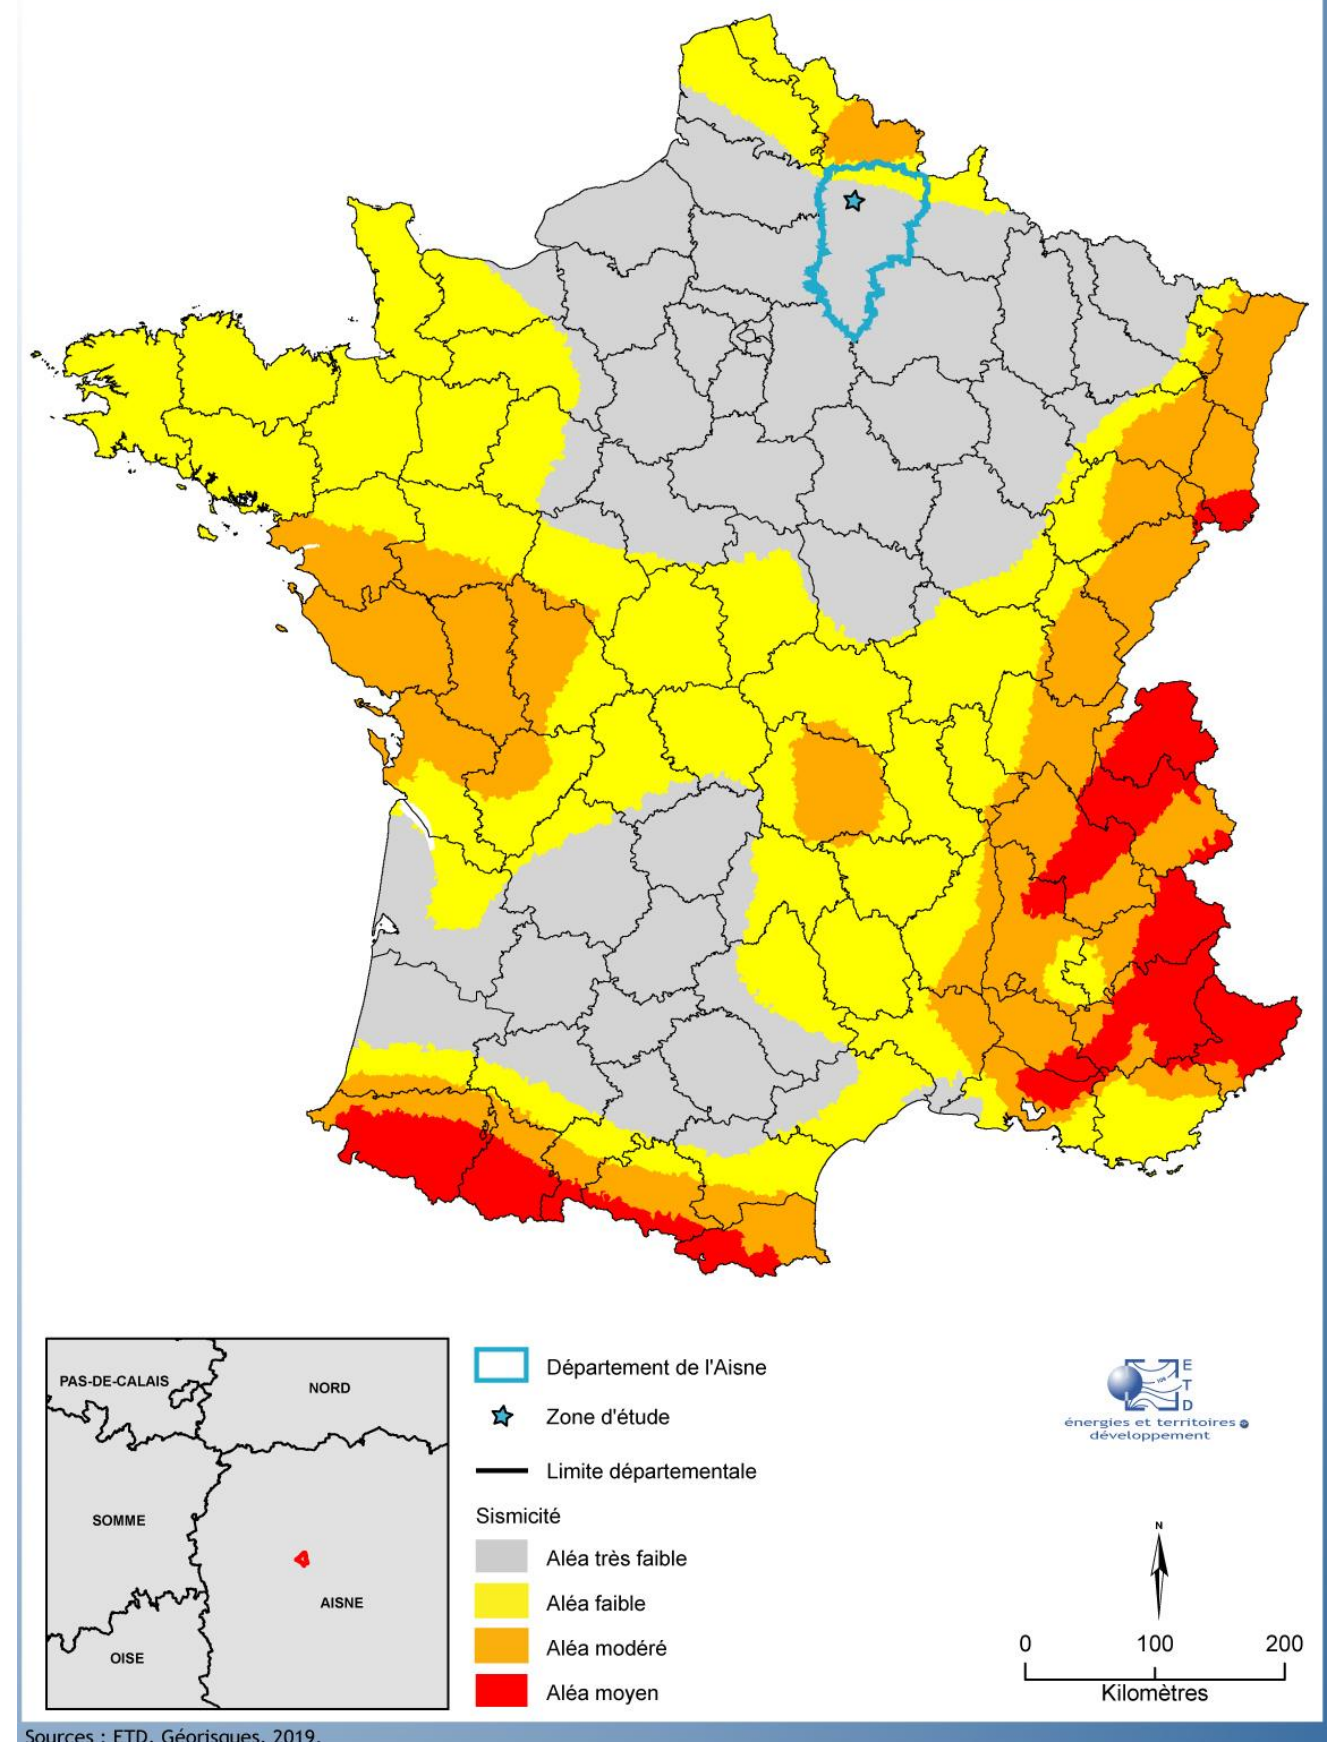 PAS-DE-CALAIS
NORD
SOMME
AISNE
OISE
Département de l'Aisne
Zone d'étude
Limite départementale
Sismicité
Aléa très faible
Aléa faible
Aléa modéré
Aléa moyen
E
T
D
énergies et territoires
développement
N
0 100 200
Kilomètres
Sources : ETD, Géorisques, 2019.